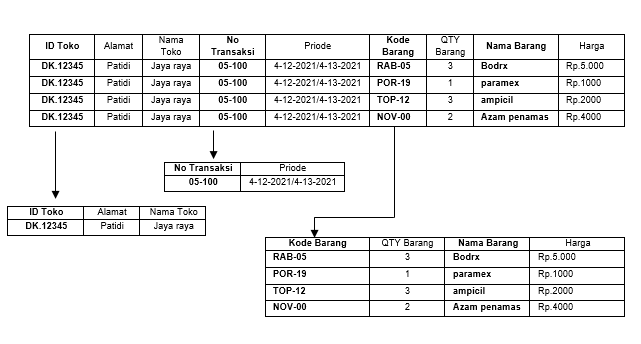 ID Toko Alamat Nama Toko No Transaksi Priode Kode Barang QTY Barang Nama Barang Harga
DK.12345 Patidi Jaya raya 05-100 4-12-2021/4-13-2021 RAB-05 3 Bodrx Rp.5.000
DK.12345 Patidi Jaya raya 05-100 4-12-2021/4-13-2021 POR-19 1 paramex Rp.1000
DK.12345 Patidi Jaya raya 05-100 4-12-2021/4-13-2021 TOP-12 3 ampicil Rp.2000
DK.12345 Patidi Jaya raya 05-100 4-12-2021/4-13-2021 NOV-00 2 Azam penamas Rp.4000
No Transaksi Priode
05-100 4-12-2021/4-13-2021
ID Toko Alamat Nama Toko
DK.12345 Patidi Jaya raya
Kode Barang QTY Barang Nama Barang Harga
RAB-05 3 Bodrx Rp.5.000
POR-19 1 paramex Rp.1000
TOP-12 3 ampicil Rp.2000
NOV-00 2 Azam penamas Rp.4000